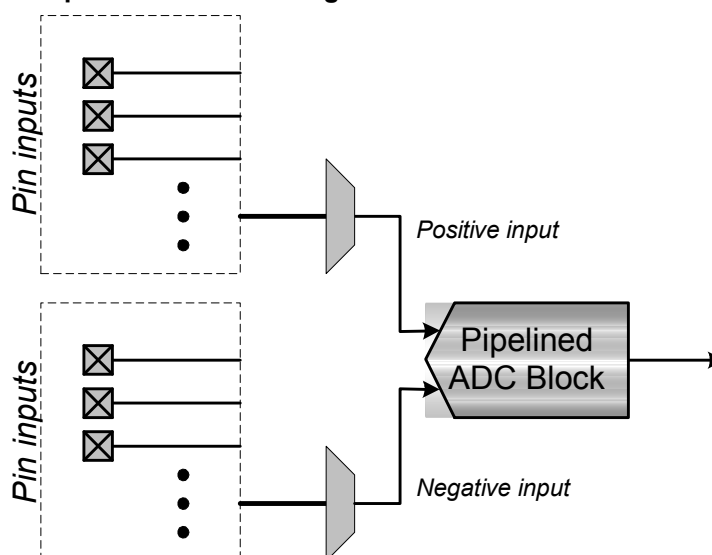 Pin inputs
Positive input
Pipelined
ADC Block
Pin inputs
Negative input